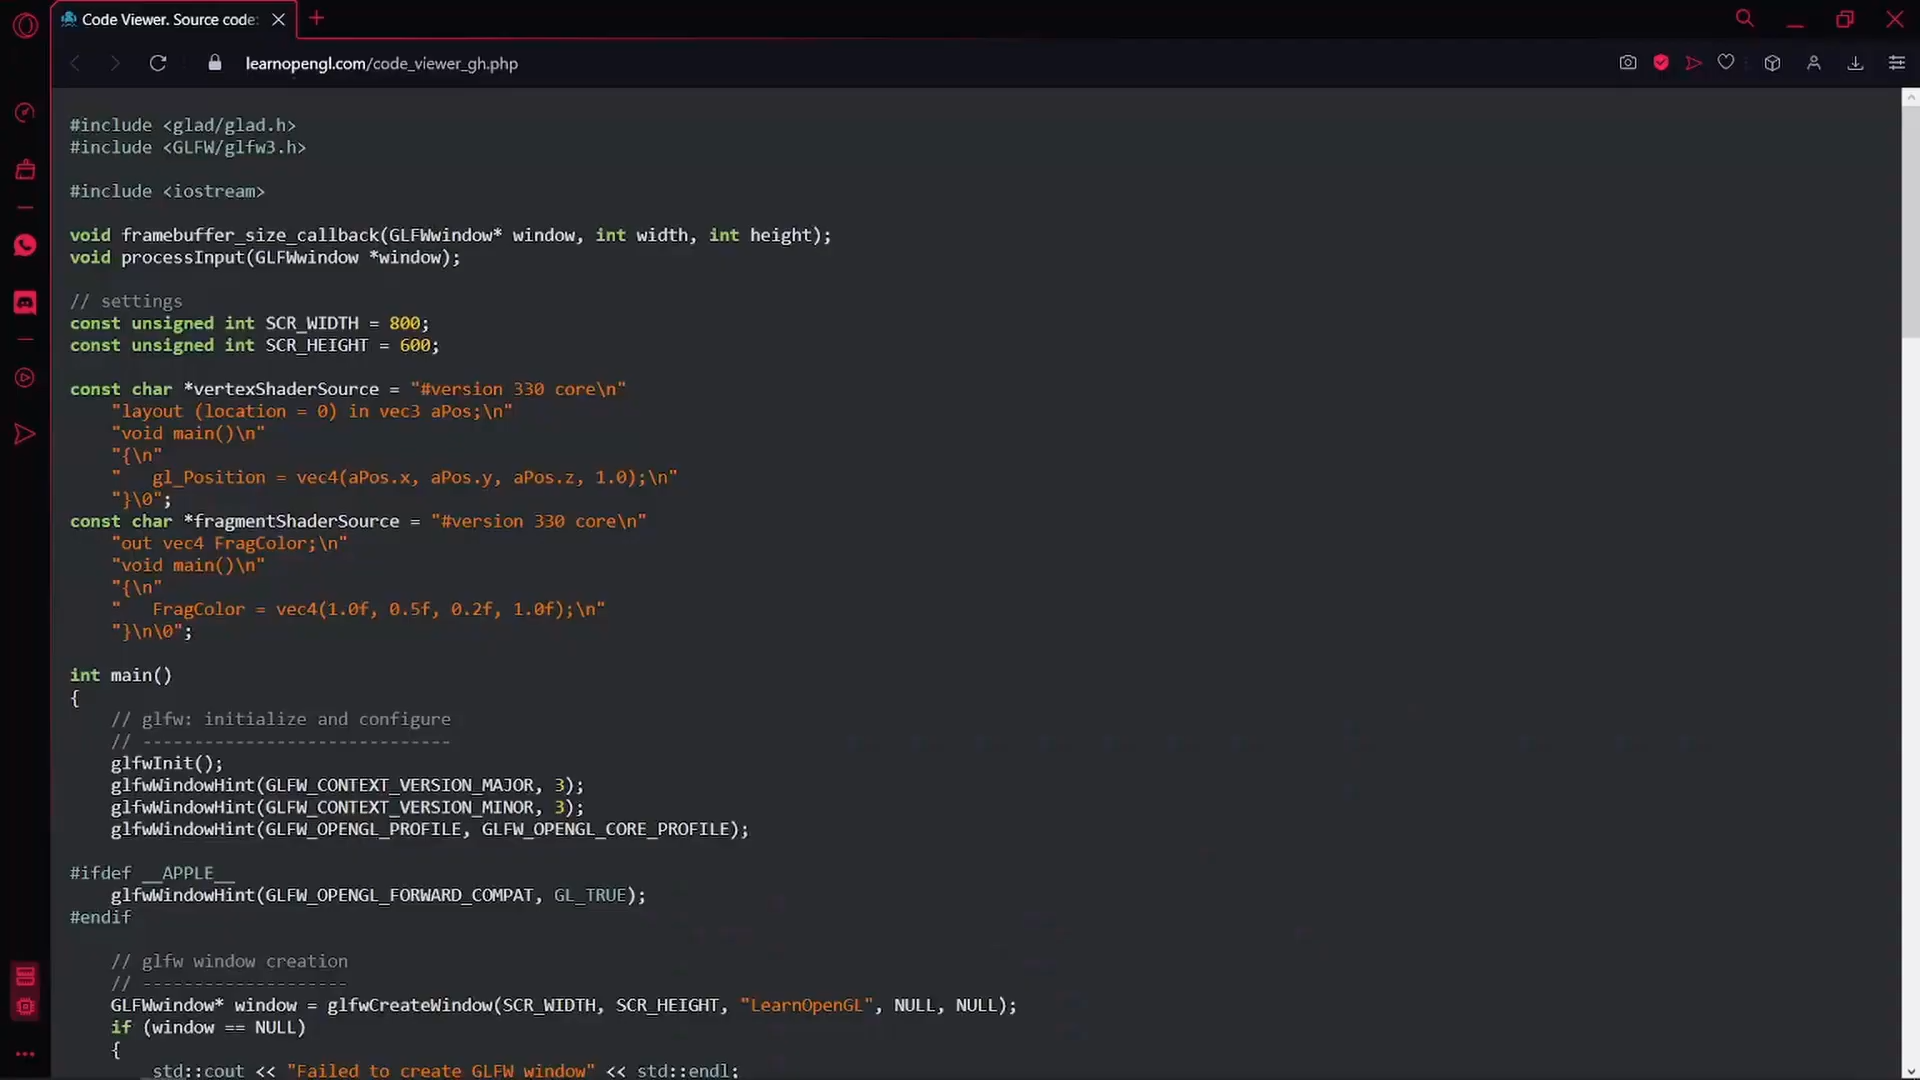 Code Viewer. Source code:
learnopengl.com/code_viewer_gh.php
#include <glad/glad.h>
#include <GLFW/glfw3.h>
#include <iostream>
void framebuffer_size_callback(GLFWwindow* window, int width, int height);
void processInput(GLFWwindow *window);
// settings
const unsigned int SCR_WIDTH = 800;
const unsigned int SCR_HEIGHT = 600;
const char *vertexShaderSource = "#version 330 core\n"
    "layout (location = 0) in vec3 aPos;\n"
    "void main()\n"
    "{\n"
    "   gl_Position = vec4(aPos.x, aPos.y, aPos.z, 1.0);\n"
    "}\0";
const char *fragmentShaderSource = "#version 330 core\n"
    "out vec4 FragColor;\n"
    "void main()\n"
    "{\n"
    "   FragColor = vec4(1.0f, 0.5f, 0.2f, 1.0f);\n"
    "}\n\0";
int main()
{
    // glfw: initialize and configure
    // ------------------------------
    glfwInit();
    glfwWindowHint(GLFW_CONTEXT_VERSION_MAJOR, 3);
    glfwWindowHint(GLFW_CONTEXT_VERSION_MINOR, 3);
    glfwWindowHint(GLFW_OPENGL_PROFILE, GLFW_OPENGL_CORE_PROFILE);
#ifdef __APPLE__
    glfwWindowHint(GLFW_OPENGL_FORWARD_COMPAT, GL_TRUE);
#endif
    // glfw window creation
    // --------------------
    GLFWwindow* window = glfwCreateWindow(SCR_WIDTH, SCR_HEIGHT, "LearnOpenGL", NULL, NULL);
    if (window == NULL)
    {
        std::cout << "Failed to create GLFW window" << std::endl;